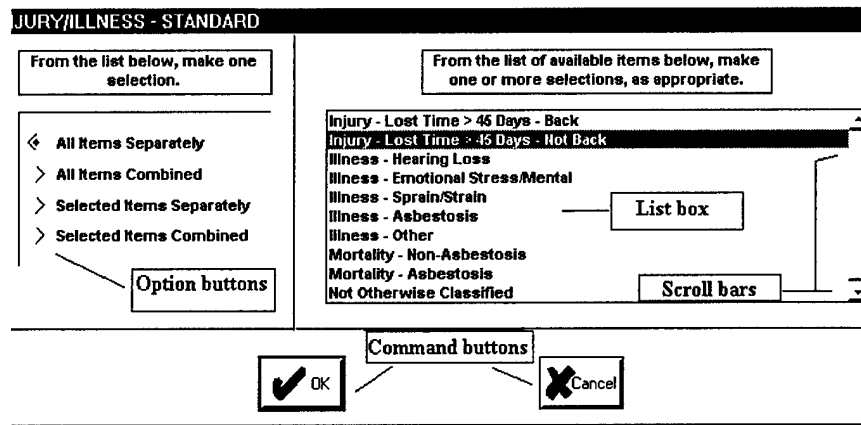 JURY/ILLNESS - STANDARD
From the list below, make one
selection.
All Items Separately
All Items Combined
Selected Items Separately
Selected Items Combined
Option buttons
From the list of available items below, make
one or more selections, as appropriate.
Injury - Lost Time > 45 Days - Back
Injury - Lost Time > 45 Days - Not Back
Illness - Hearing Loss
Illness - Emotional Stress/Mental
Illness - Sprain/Strain
Illness - Asbestosis
Illness - Other
Mortality - Non-Asbestosis
Mortality - Asbestosis
Not Otherwise Classified
List box
Scroll bars
Command buttons
OK
Cancel